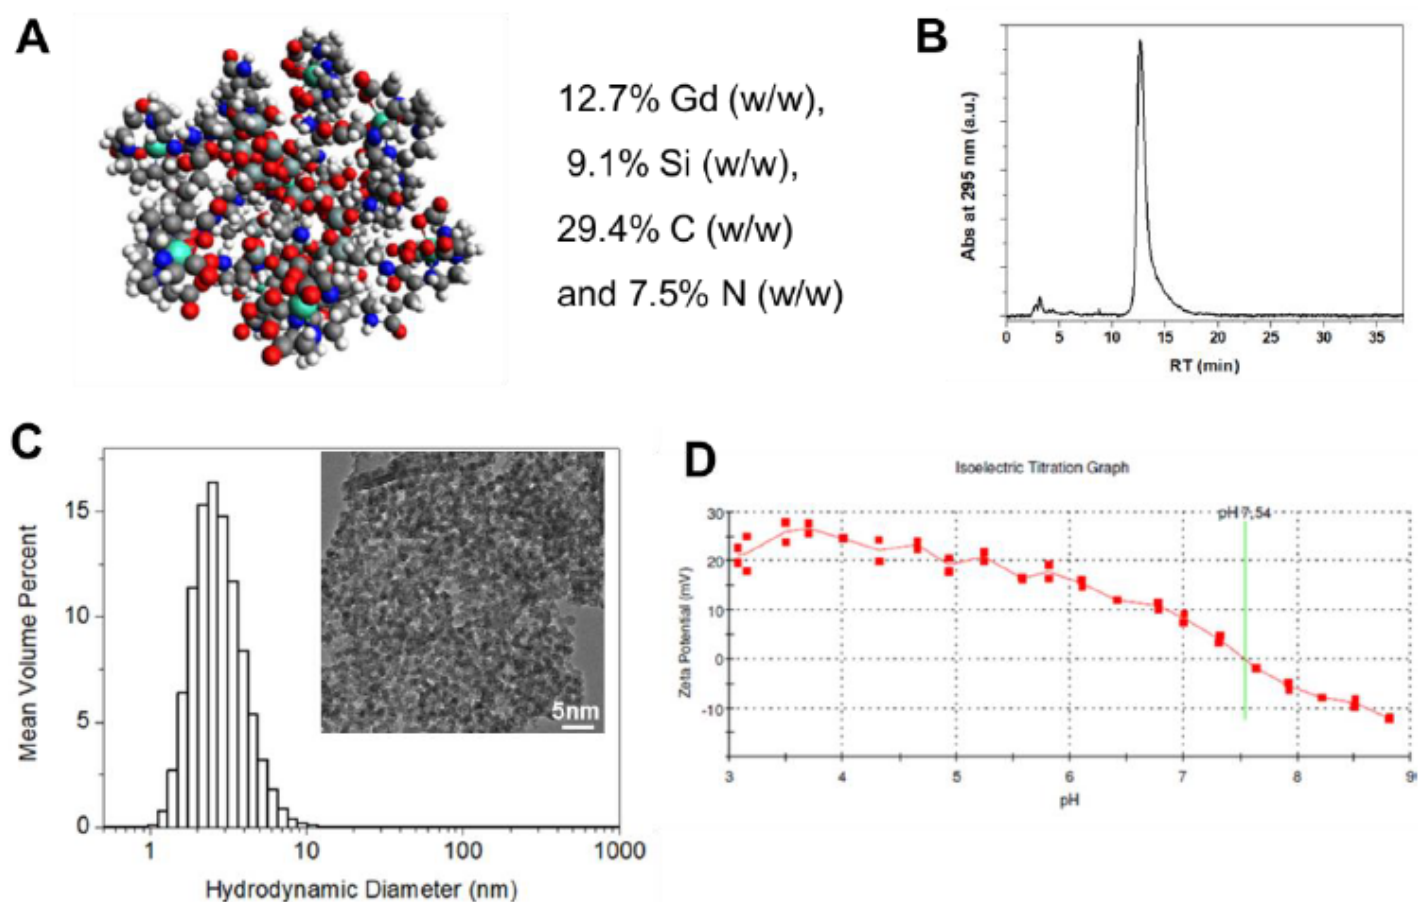 A
12.7% Gd (w/w),
9.1% Si (w/w),
29.4% C (w/w)
and 7.5% N (w/w)
B
Abs at 295 nm (a.u.)
0 5 10 15 20 25 30 35
RT (min)
C
Mean Volume Percent
15
10
5
0
5nm
1 10 100 1000
Hydrodynamic Diameter (nm)
D
Isoelectric Titration Graph
pH 7,54
Zeta Potential (mV)
30
20
10
0
-10
3 4 5 6 7 8 9
pH